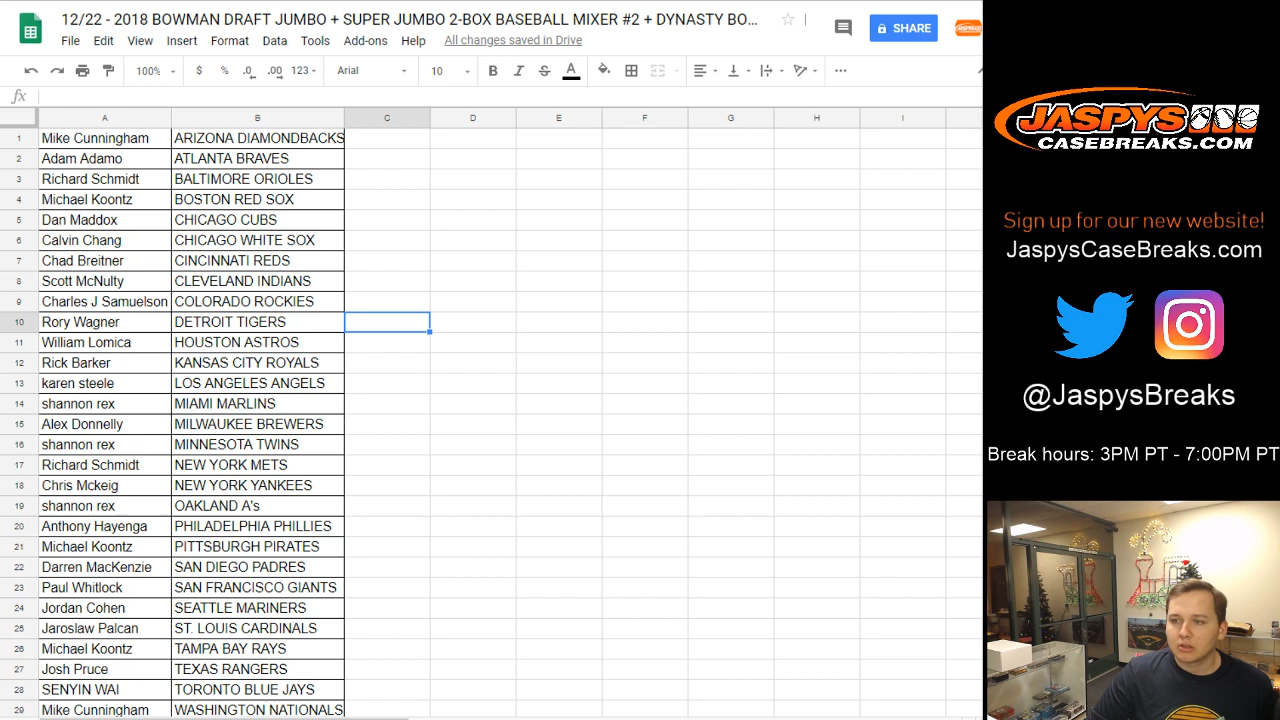 12/22 - 2018 BOWMAN DRAFT JUMBO + SUPER JUMBO 2-BOX BASEBALL MIXER #2 + DYNASTY BO...
SHARE
File Edit View Insert Format Data Tools Add-ons Help All changes saved in Drive
100% $ % .0 .00 123 Arial 10 B I S A
fx
A B C D E F G H I
1 Mike Cunningham ARIZONA DIAMONDBACKS
2 Adam Adamo ATLANTA BRAVES
3 Richard Schmidt BALTIMORE ORIOLES
4 Michael Koontz BOSTON RED SOX
5 Dan Maddox CHICAGO CUBS
6 Calvin Chang CHICAGO WHITE SOX
7 Chad Breitner CINCINNATI REDS
8 Scott McNulty CLEVELAND INDIANS
9 Charles J Samuelson COLORADO ROCKIES
10 Rory Wagner DETROIT TIGERS
11 William Lomica HOUSTON ASTROS
12 Rick Barker KANSAS CITY ROYALS
13 karen steele LOS ANGELES ANGELS
14 shannon rex MIAMI MARLINS
15 Alex Donnelly MILWAUKEE BREWERS
16 shannon rex MINNESOTA TWINS
17 Richard Schmidt NEW YORK METS
18 Chris Mckeig NEW YORK YANKEES
19 shannon rex OAKLAND A's
20 Anthony Hayenga PHILADELPHIA PHILLIES
21 Michael Koontz PITTSBURGH PIRATES
22 Darren MacKenzie SAN DIEGO PADRES
23 Paul Whitlock SAN FRANCISCO GIANTS
24 Jordan Cohen SEATTLE MARINERS
25 Jaroslaw Palcan ST. LOUIS CARDINALS
26 Michael Koontz TAMPA BAY RAYS
27 Josh Pruce TEXAS RANGERS
28 SENYIN WAI TORONTO BLUE JAYS
29 Mike Cunningham WASHINGTON NATIONALS
JASPYS
CASEBREAKS.COM
Sign up for our new website!
JaspysCaseBreaks.com
@JaspysBreaks
Break hours: 3PM PT - 7:00PM PT